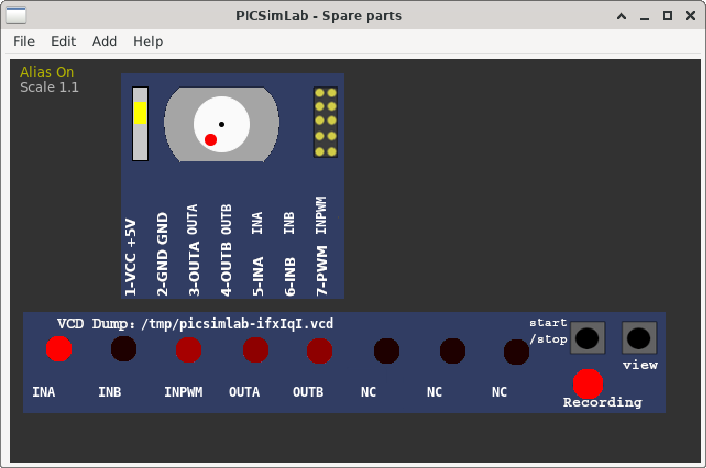 PICSimLab - Spare parts
File Edit Add Help
Alias On
Scale 1.1
1-VCC +5V
2-GND GND
3-OUTA OUTA
4-OUTB OUTB
5-INA INA
6-INB INB
7-PWM INPWM
VCD Dump: /tmp/picsimlab-ifxIqI.vcd
start
/stop
view
INA INB INPWM OUTA OUTB NC NC NC
Recording